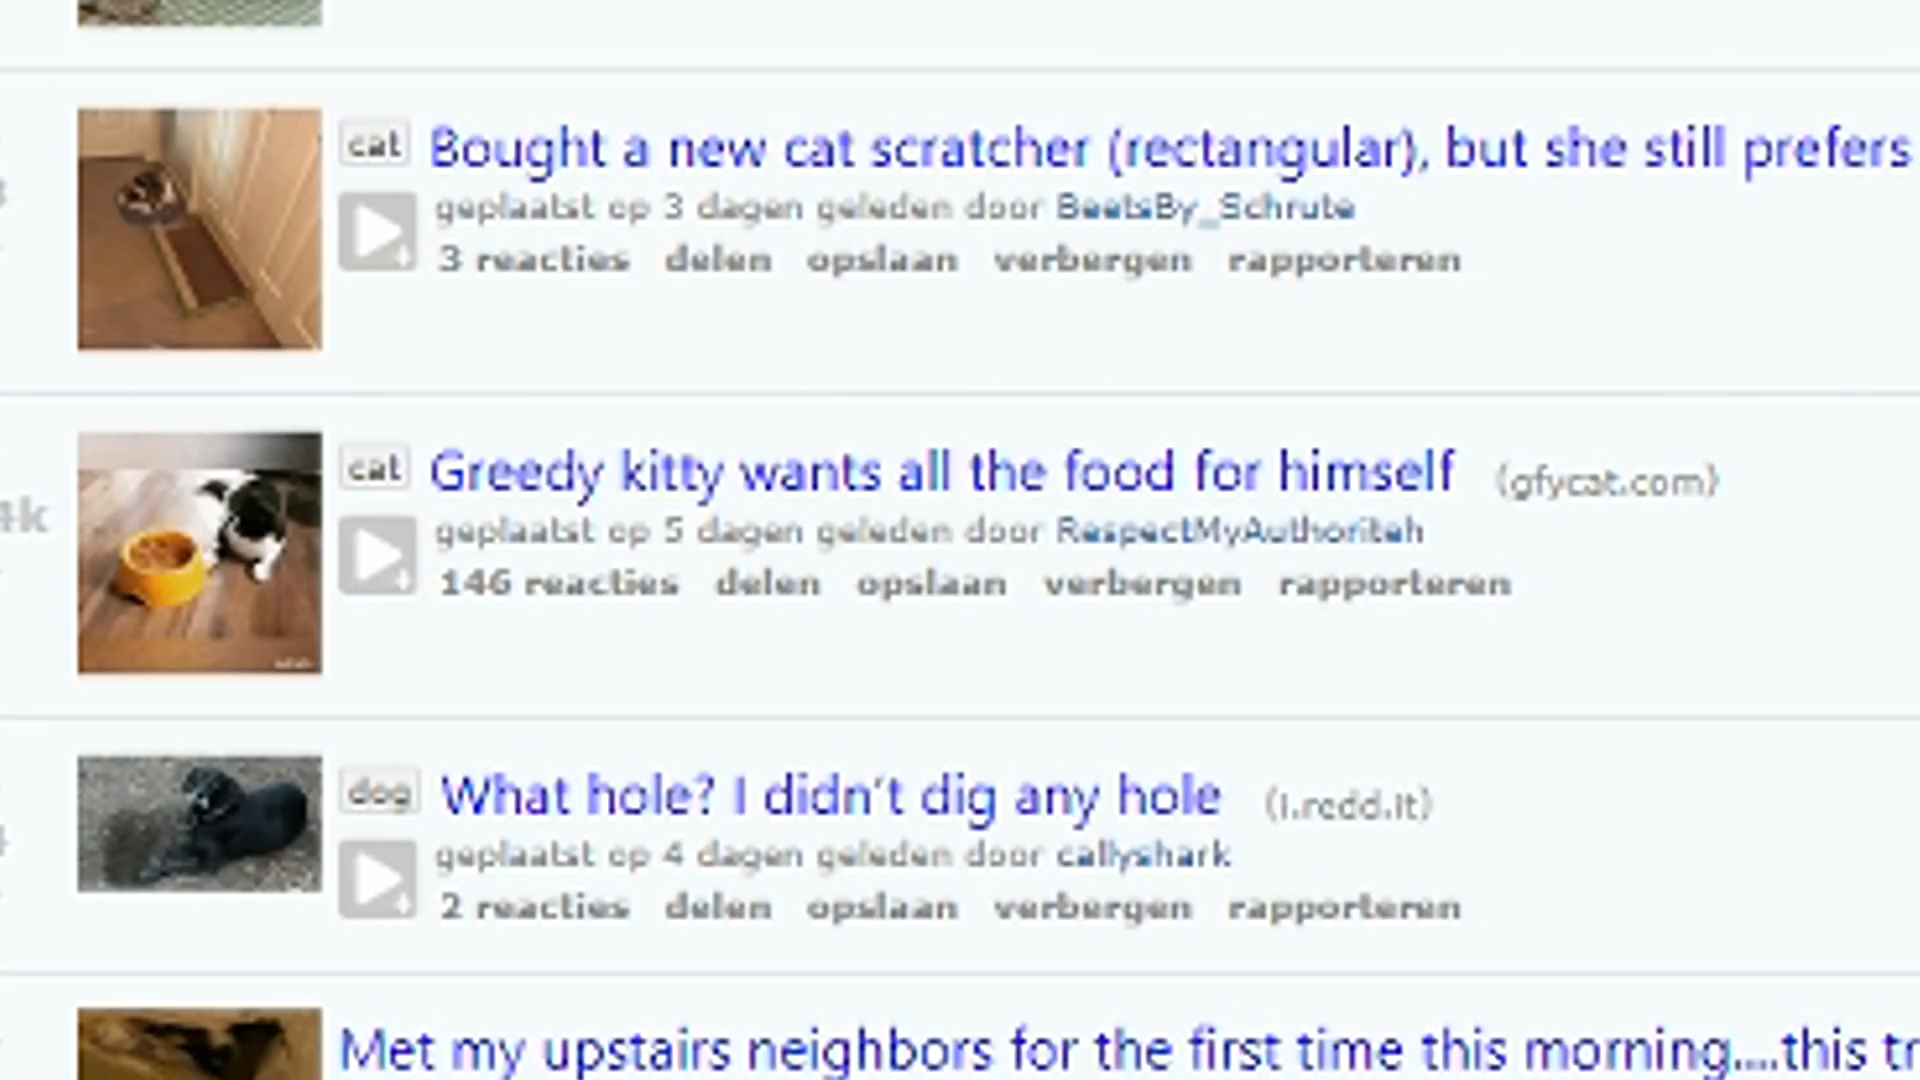 cat Bought a new cat scratcher (rectangular), but she still prefers
geplaatst op 3 dagen geleden door BeetsBy_Schrute
3 reacties delen opslaan verbergen rapporteren
cat Greedy kitty wants all the food for himself (gfycat.com)
4k
geplaatst op 5 dagen geleden door RespectMyAuthoriteh
146 reacties delen opslaan verbergen rapporteren
dog What hole? I didn't dig any hole (i.redd.it)
geplaatst op 4 dagen geleden door callyshark
2 reacties delen opslaan verbergen rapporteren
Met my upstairs neighbors for the first time this morning....this